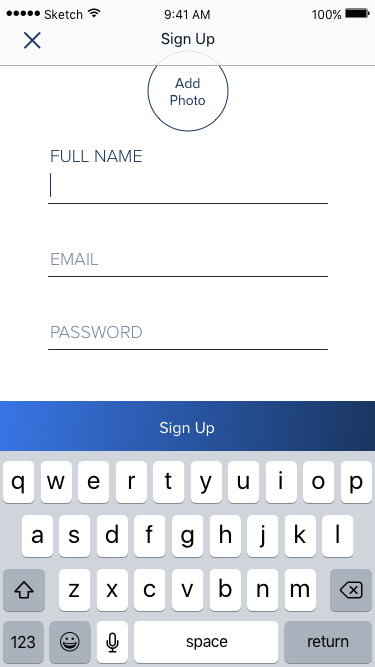 Sketch 9:41 AM 100%
Sign Up
Add
Photo
FULL NAME
EMAIL
PASSWORD
Sign Up
q w e r t y u i o p
a s d f g h j k l
z x c v b n m
123 space return